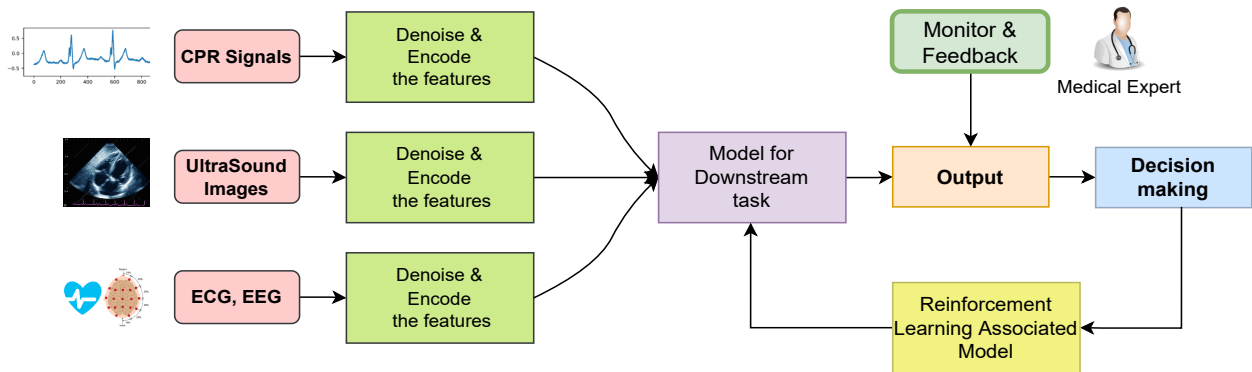 0.5
0.0
−0.5
0
200
400
600
800
CPR Signals
Denoise &
Encode
the features
UltraSound
Images
Denoise &
Encode
the features
ECG, EEG
Denoise &
Encode
the features
Model for
Downstream
task
Monitor &
Feedback
Medical Expert
Output
Decision
making
Reinforcement
Learning Associated
Model